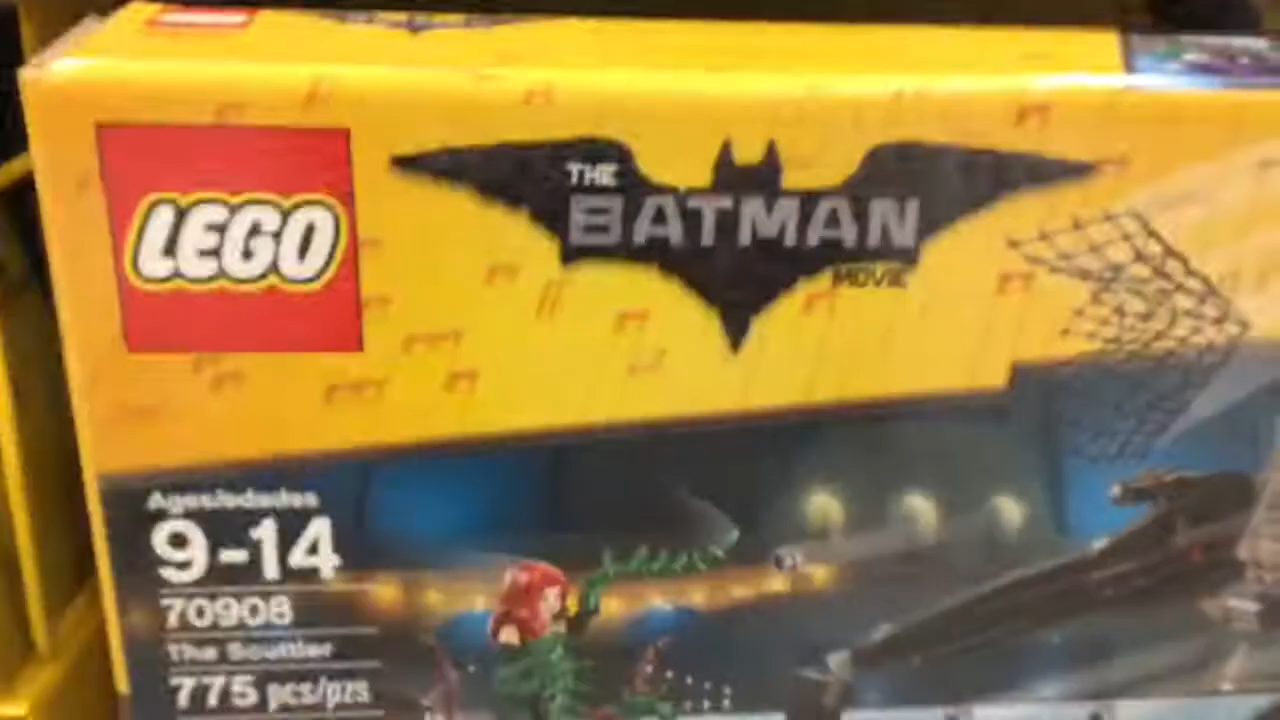 LEGO
THE
BATMAN
MOVIE
Ages/edades
9-14
70908
The Scuttler
775 pcs/pzs